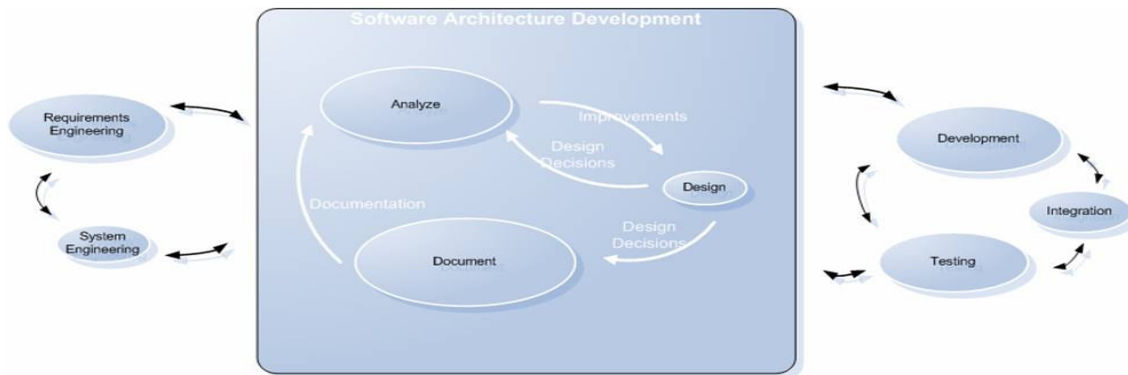 Software Architecture Development
Requirements
Engineering
System
Engineering
Analyze
Improvements
Design
Decisions
Design
Documentation
Design
Decisions
Document
Development
Integration
Testing